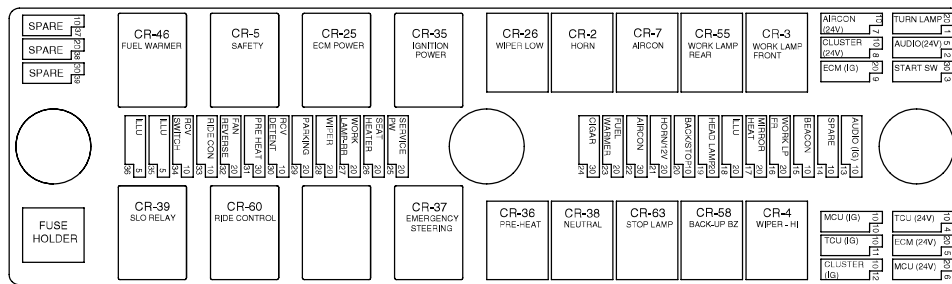 SPARE 10 37
SPARE 20 38
SPARE 30 39
CR-46
FUEL WARMER
CR-5
SAFETY
CR-25
ECM POWER
CR-35
IGNITION
POWER
CR-26
WIPER LOW
CR-2
HORN
CR-7
AIRCON
CR-55
WORK LAMP
REAR
CR-3
WORK LAMP
FRONT
AIRCON
(24V)
10 7
CLUSTER
(24V)
10 8
ECM (IG) 20 9
TURN LAMP 20 1
AUDIO(24V) 5 2
START SW 30 3
ILLU 5 36
ILLU 5 35
RCV
SWITCH
10 34
RIDE CON 10 33
FAN
REVERSE
20 32
PRE HEAT 30 31
RCV
DETENT
10 30
PARKING 20 29
WIPER 20 28
WORK
LAMP-RR
20 27
SEAT
HEATER
20 26
SERVICE
PW
20 25
CIGAR 30 24
FUEL
WARMER
20 23
AIRCON 30 22
HORN/12V 20 21
BACK/STOP 10 20
HEAD LAMP 20 19
ILLU 20 18
MIRROR
HEAT
20 17
WORK LP
FR
20 16
BEACON 10 15
SPARE 10 14
AUDIO (IG) 10 13
FUSE
HOLDER
CR-39
SLO RELAY
CR-60
RIDE CONTROL
CR-37
EMERGENCY
STEERING
CR-36
PRE-HEAT
CR-38
NEUTRAL
CR-63
STOP LAMP
CR-58
BACK-UP BZ
CR-4
WIPER - HI
MCU (IG) 10 10
TCU (IG) 10 11
CLUSTER
(IG)
10 12
TCU (24V) 10 4
ECM (24V) 20 5
MCU (24V) 20 6